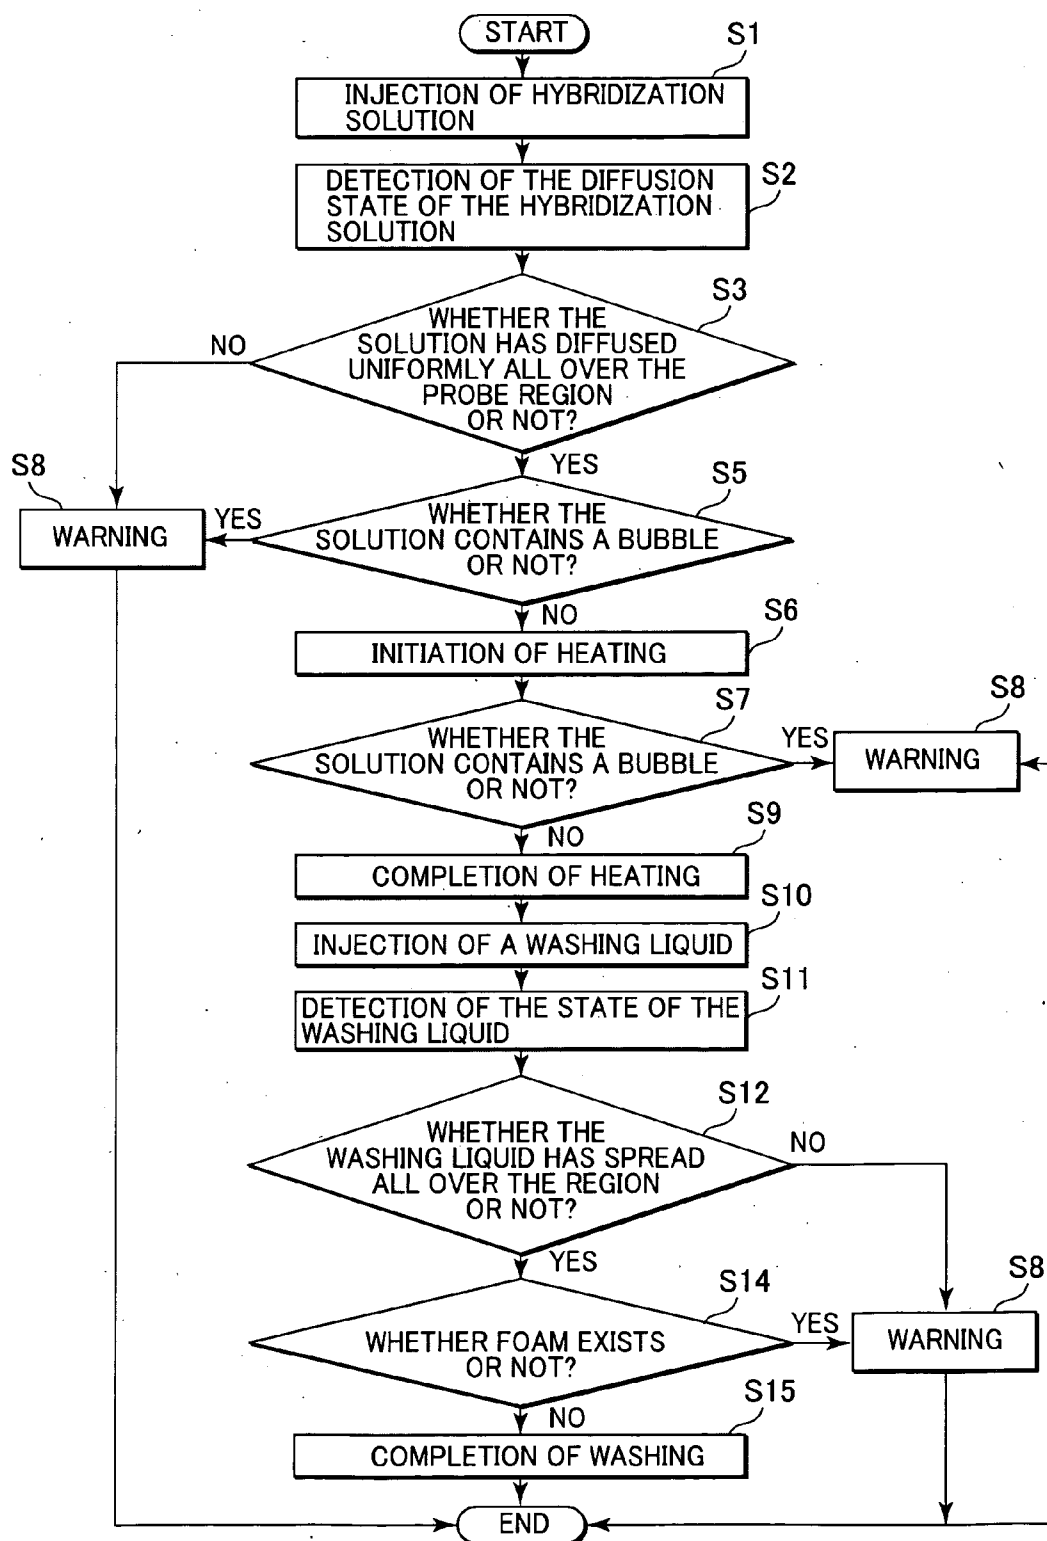 START
S1
INJECTION OF HYBRIDIZATION
SOLUTION
S2
DETECTION OF THE DIFFUSION
STATE OF THE HYBRIDIZATION
SOLUTION
S3
WHETHER THE
SOLUTION HAS DIFFUSED
UNIFORMLY ALL OVER THE
PROBE REGION
OR NOT?
NO
YES
S8
WARNING
YES
S5
WHETHER THE
SOLUTION CONTAINS A BUBBLE
OR NOT?
NO
S6
INITIATION OF HEATING
S7
WHETHER THE
SOLUTION CONTAINS A BUBBLE
OR NOT?
YES
S8
WARNING
NO
S9
COMPLETION OF HEATING
S10
INJECTION OF A WASHING LIQUID
S11
DETECTION OF THE STATE OF THE
WASHING LIQUID
S12
WHETHER THE
WASHING LIQUID HAS SPREAD
ALL OVER THE REGION
OR NOT?
NO
YES
S14
WHETHER FOAM EXISTS
OR NOT?
YES
S8
WARNING
NO
S15
COMPLETION OF WASHING
END